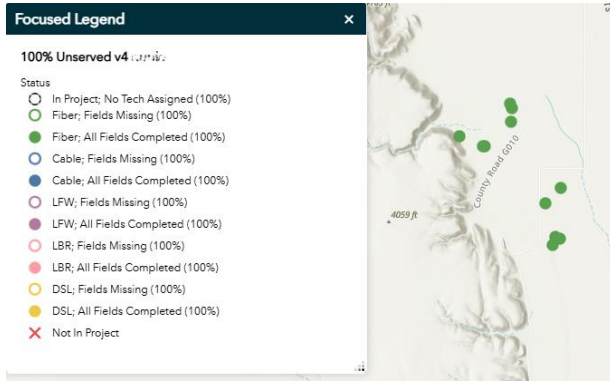 Focused Legend
100% Unserved v4
Status
In Project; No Tech Assigned (100%)
Fiber; Fields Missing (100%)
Fiber; All Fields Completed (100%)
Cable; Fields Missing (100%)
Cable; All Fields Completed (100%)
LFW; Fields Missing (100%)
LFW; All Fields Completed (100%)
LBR; Fields Missing (100%)
LBR; All Fields Completed (100%)
DSL; Fields Missing (100%)
DSL; All Fields Completed (100%)
Not In Project
County Road G010
4059 ft